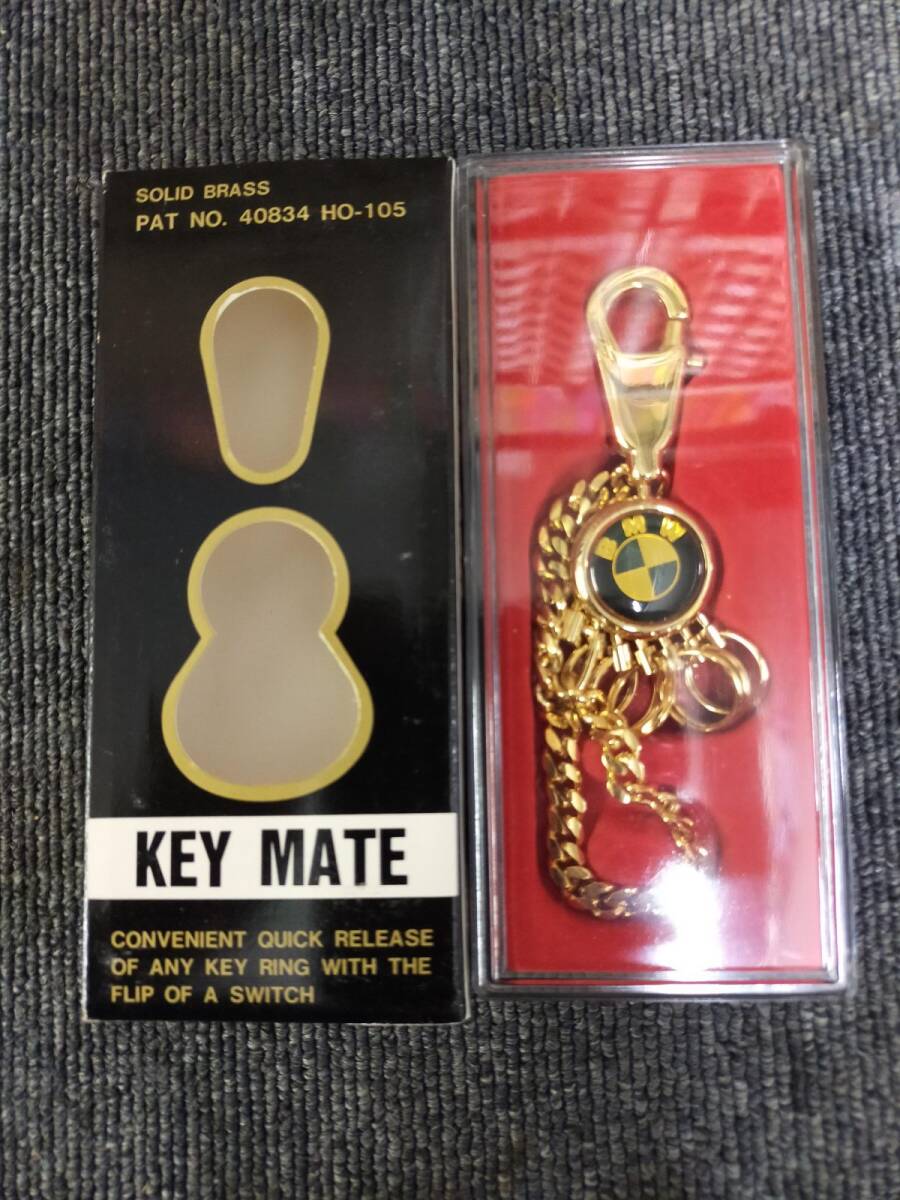 SOLID BRASS
PAT NO. 40834 HO-105
KEY MATE
CONVENIENT QUICK RELEASE
OF ANY KEY RING WITH THE
FLIP OF A SWITCH
BMW